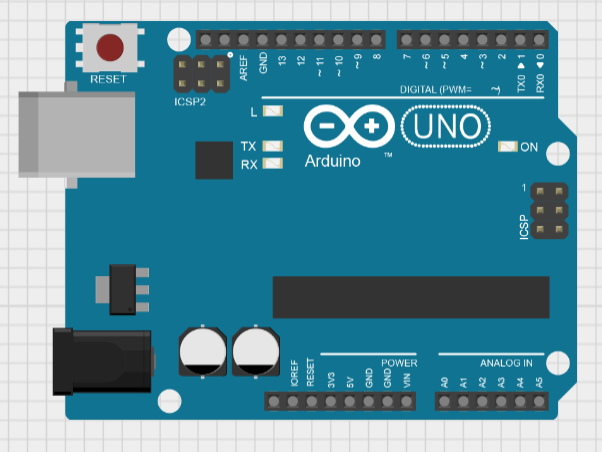 RESET
ICSP2
AREF
GND
13
12
~ 11
~ 10
~ 9
8
7
~ 6
~ 5
4
~ 3
2
TX0 ▶ 1
RX0 ◀ 0
DIGITAL (PWM= ~
L
TX
RX
UNO
Arduino
™
ON
1
ICSP
POWER
IOREF
RESET
3V3
5V
GND
GND
VIN
ANALOG IN
A0
A1
A2
A3
A4
A5